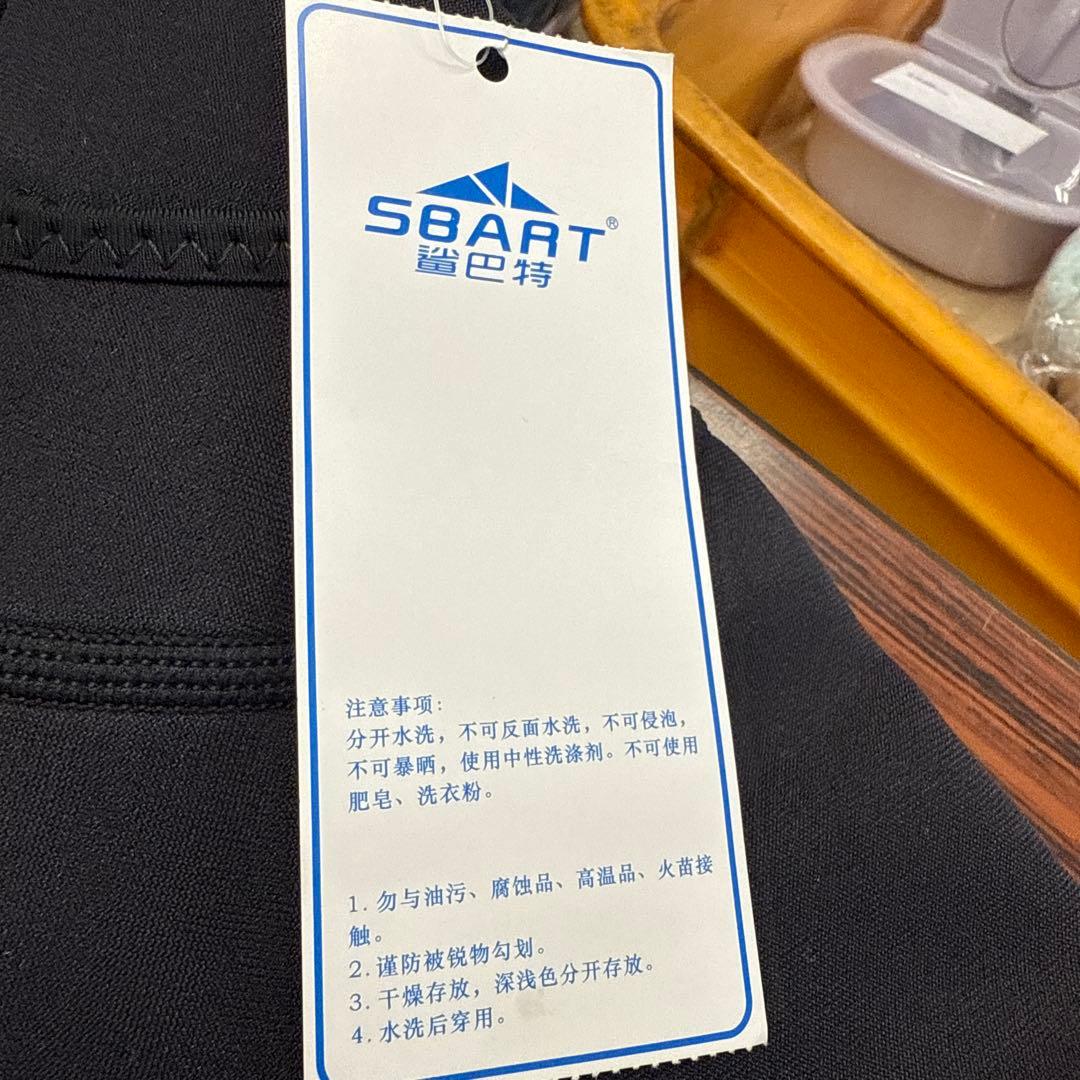 SBART®
鲨巴特
注意事项：
分开水洗，不可反面水洗，不可侵泡，
不可暴晒，使用中性洗涤剂。不可使用
肥皂、洗衣粉。
1. 勿与油污、腐蚀品、高温品、火苗接
触。
2. 谨防被锐物勾划。
3. 干燥存放，深浅色分开存放。
4. 水洗后穿用。